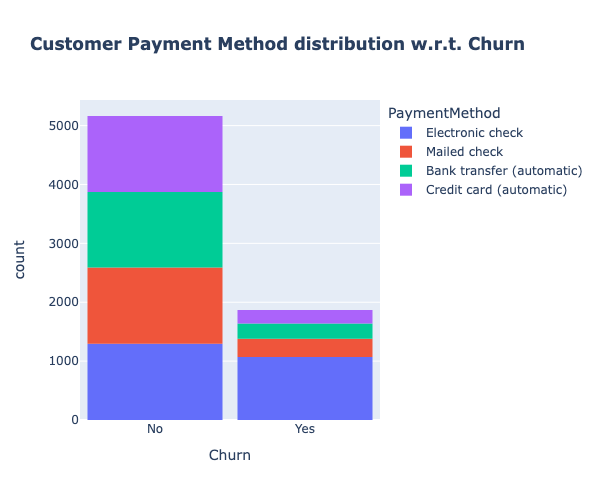 Customer Payment Method distribution w.r.t. Churn
PaymentMethod
Electronic check
Mailed check
Bank transfer (automatic)
Credit card (automatic)
5000
4000
3000
2000
1000
0
count
No
Yes
Churn